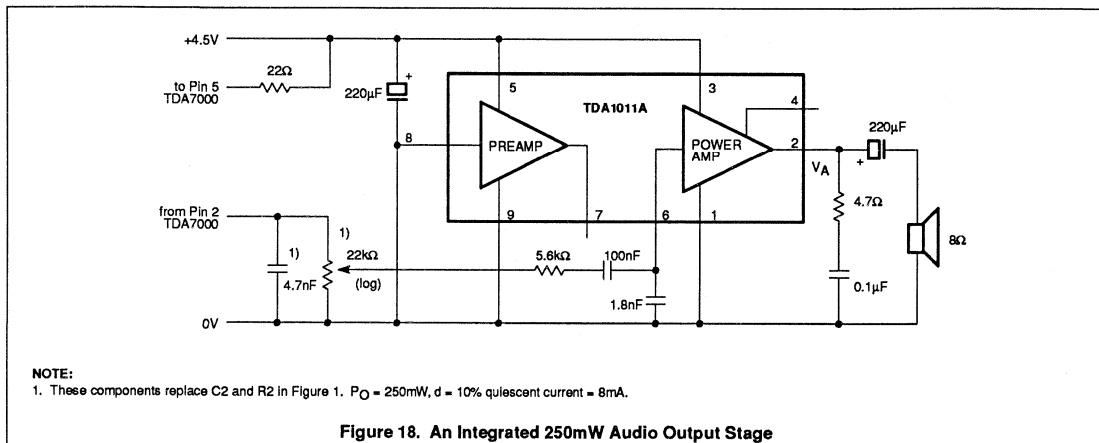 +4.5V
22Ω
to Pin 5
TDA7000
220µF
+
8
5
PREAMP
9
7
TDA1011A
3
4
POWER
AMP
2
6
1
VA
220µF
+
4.7Ω
0.1µF
8Ω
from Pin 2
TDA7000
1)
4.7nF
1)
22kΩ
(log)
5.6kΩ
100nF
1.8nF
0V
NOTE:
1. These components replace C2 and R2 in Figure 1. PO = 250mW, d = 10% quiescent current = 8mA.
Figure 18. An Integrated 250mW Audio Output Stage